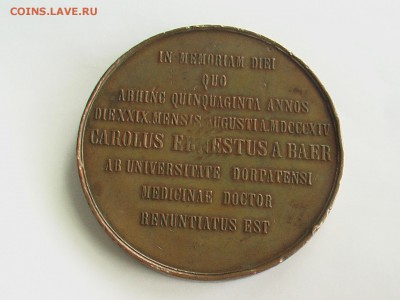 COINS.LAVE.RU
IN MEMORIAM DIEI
QUO
ABHINC QUINQUAGINTA ANNOS
DIE XXIX MENSIS AUGUSTI A. MDCCCXIV
CAROLUS ERNESTUS A BAER
AB UNIVERSITATE DORPATENSI
MEDICINAE DOCTOR
RENUNTIATUS EST